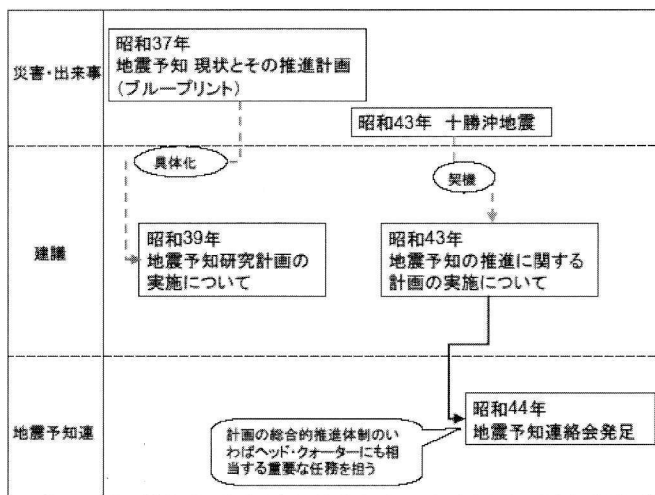 災害・出来事
昭和37年
地震予知 現状とその推進計画
（ブループリント）
昭和43年 十勝沖地震
具体化
契機
建議
昭和39年
地震予知研究計画の
実施について
昭和43年
地震予知の推進に関する
計画の実施について
地震予知連
計画の総合的推進体制のい
わばヘッド・クォーターにも相
当する重要な任務を担う
昭和44年
地震予知連絡会発足